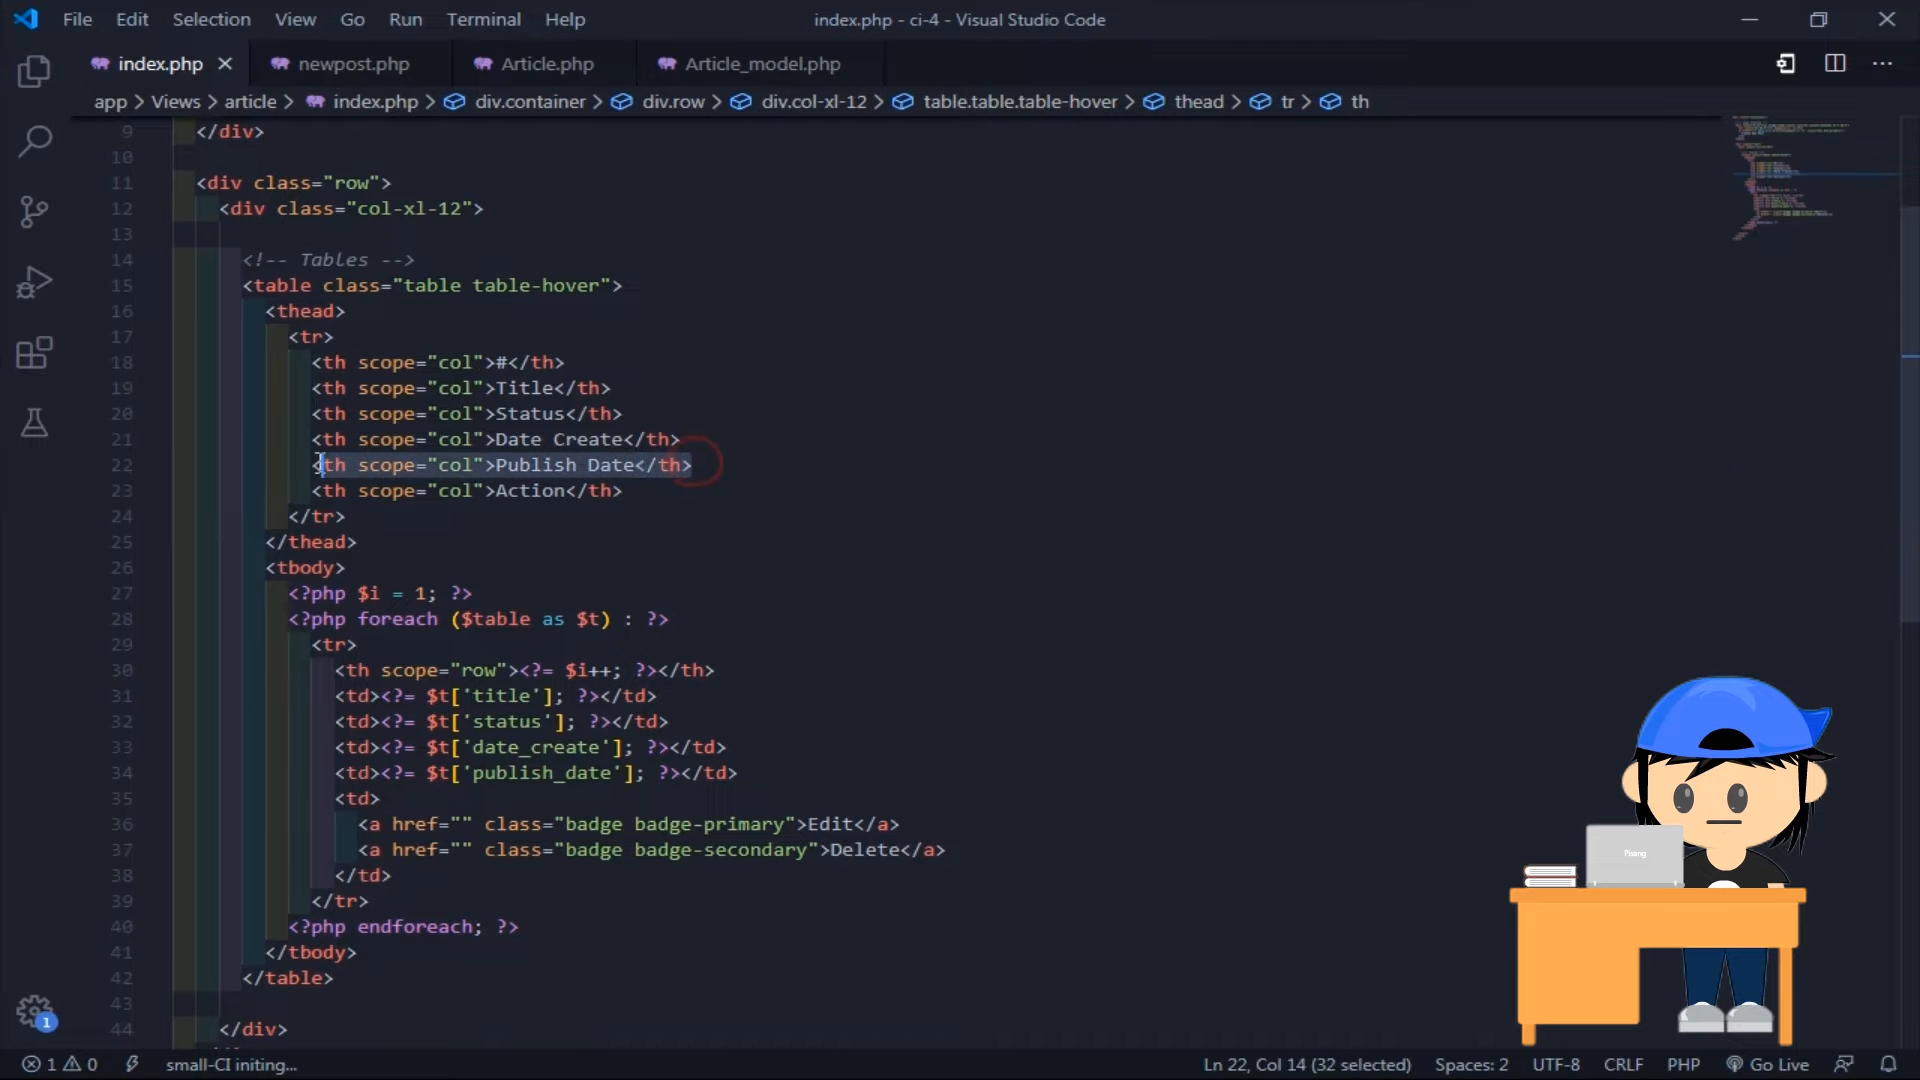 File Edit Selection View Go Run Terminal Help index.php - ci-4 - Visual Studio Code
index.php newpost.php Article.php Article_model.php
app > Views > article > index.php > div.container > div.row > div.col-xl-12 > table.table.table-hover > thead > tr > th
9 </div>
10
11 <div class="row">
12 <div class="col-xl-12">
13
14 <!-- Tables -->
15 <table class="table table-hover">
16 <thead>
17 <tr>
18 <th scope="col">#</th>
19 <th scope="col">Title</th>
20 <th scope="col">Status</th>
21 <th scope="col">Date Create</th>
22 <th scope="col">Publish Date</th>
23 <th scope="col">Action</th>
24 </tr>
25 </thead>
26 <tbody>
27 <?php $i = 1; ?>
28 <?php foreach ($table as $t) : ?>
29 <tr>
30 <th scope="row"><?= $i++; ?></th>
31 <td><?= $t['title']; ?></td>
32 <td><?= $t['status']; ?></td>
33 <td><?= $t['date_create']; ?></td>
34 <td><?= $t['publish_date']; ?></td>
35 <td>
36 <a href="" class="badge badge-primary">Edit</a>
37 <a href="" class="badge badge-secondary">Delete</a>
38 </td>
39 </tr>
40 <?php endforeach; ?>
41 </tbody>
42 </table>
43
44 </div>
Pisang
1
1 0 small-CI initing... Ln 22, Col 14 (32 selected) Spaces: 2 UTF-8 CRLF PHP Go Live